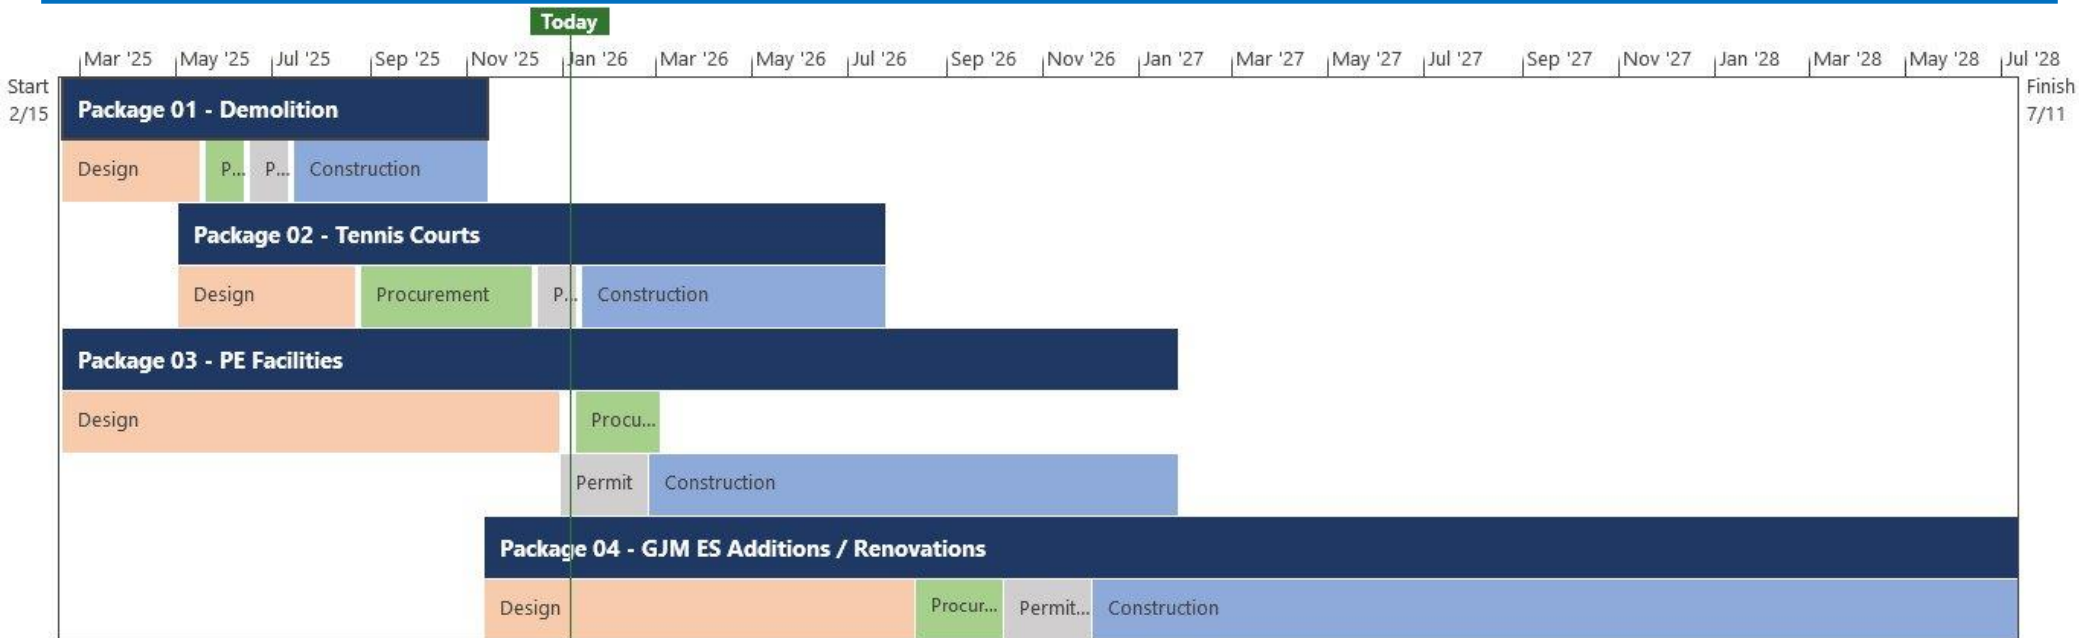 Today
Mar '25 May '25 Jul '25 Sep '25 Nov '25 Jan '26 Mar '26 May '26 Jul '26 Sep '26 Nov '26 Jan '27 Mar '27 May '27 Jul '27 Sep '27 Nov '27 Jan '28 Mar '28 May '28 Jul '28
Start
2/15
Finish
7/11
Package 01 - Demolition
Design P... P... Construction
Package 02 - Tennis Courts
Design Procurement P... Construction
Package 03 - PE Facilities
Design Procu...
Permit Construction
Package 04 - GJM ES Additions / Renovations
Design Procur... Permit... Construction